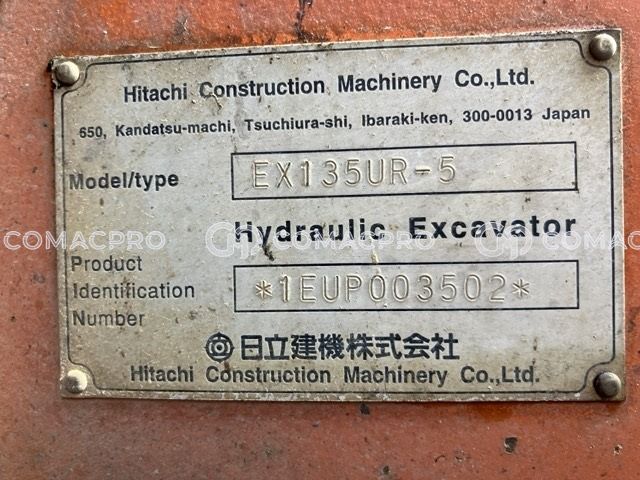 Hitachi Construction Machinery Co.,Ltd.
650, Kandatsu-machi, Tsuchiura-shi, Ibaraki-ken, 300-0013 Japan
Model/type EX135UR-5
Hydraulic Excavator
COMACPRO COMACPRO COMACPRO
Product
Identification *1EUP003502*
Number
日立建機株式会社
Hitachi Construction Machinery Co.,Ltd.